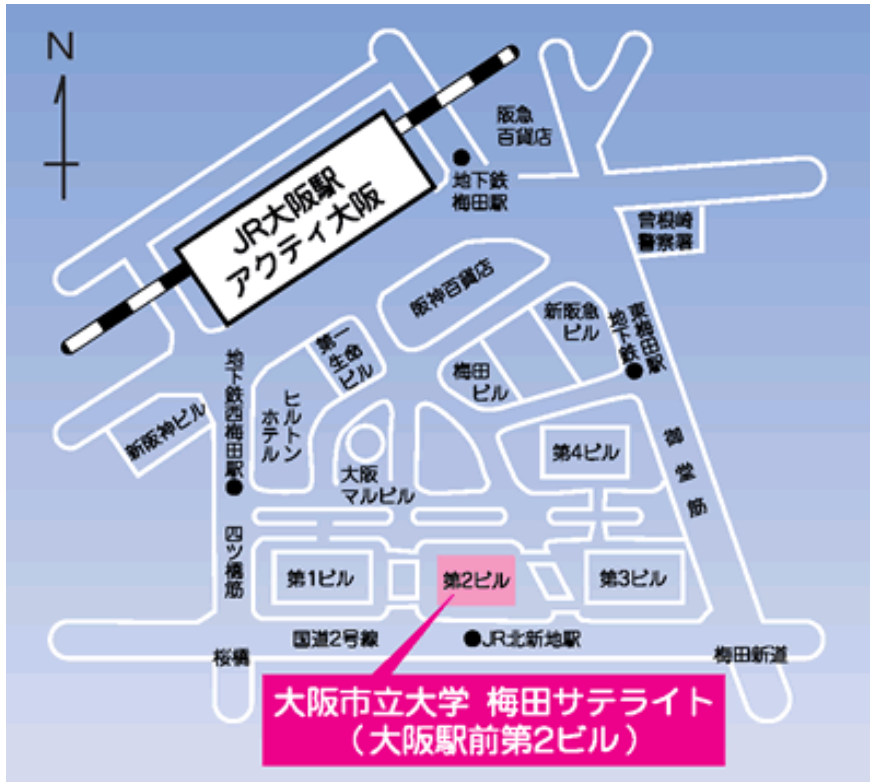 N
阪急
百貨店
地下鉄
梅田駅
JR大阪駅
アクティ大阪
曽根崎
警察署
阪神百貨店
新阪急
ビル
地下鉄
東梅田駅
第一
生命
ビル
梅田
ビル
地下鉄西梅田駅
ヒルトン
ホテル
新阪神ビル
大阪
マルビル
第4ビル
御堂筋
四ツ橋筋
第1ビル
第2ビル
第3ビル
国道2号線
●JR北新地駅
桜橋
梅田新道
大阪市立大学 梅田サテライト
(大阪駅前第2ビル)